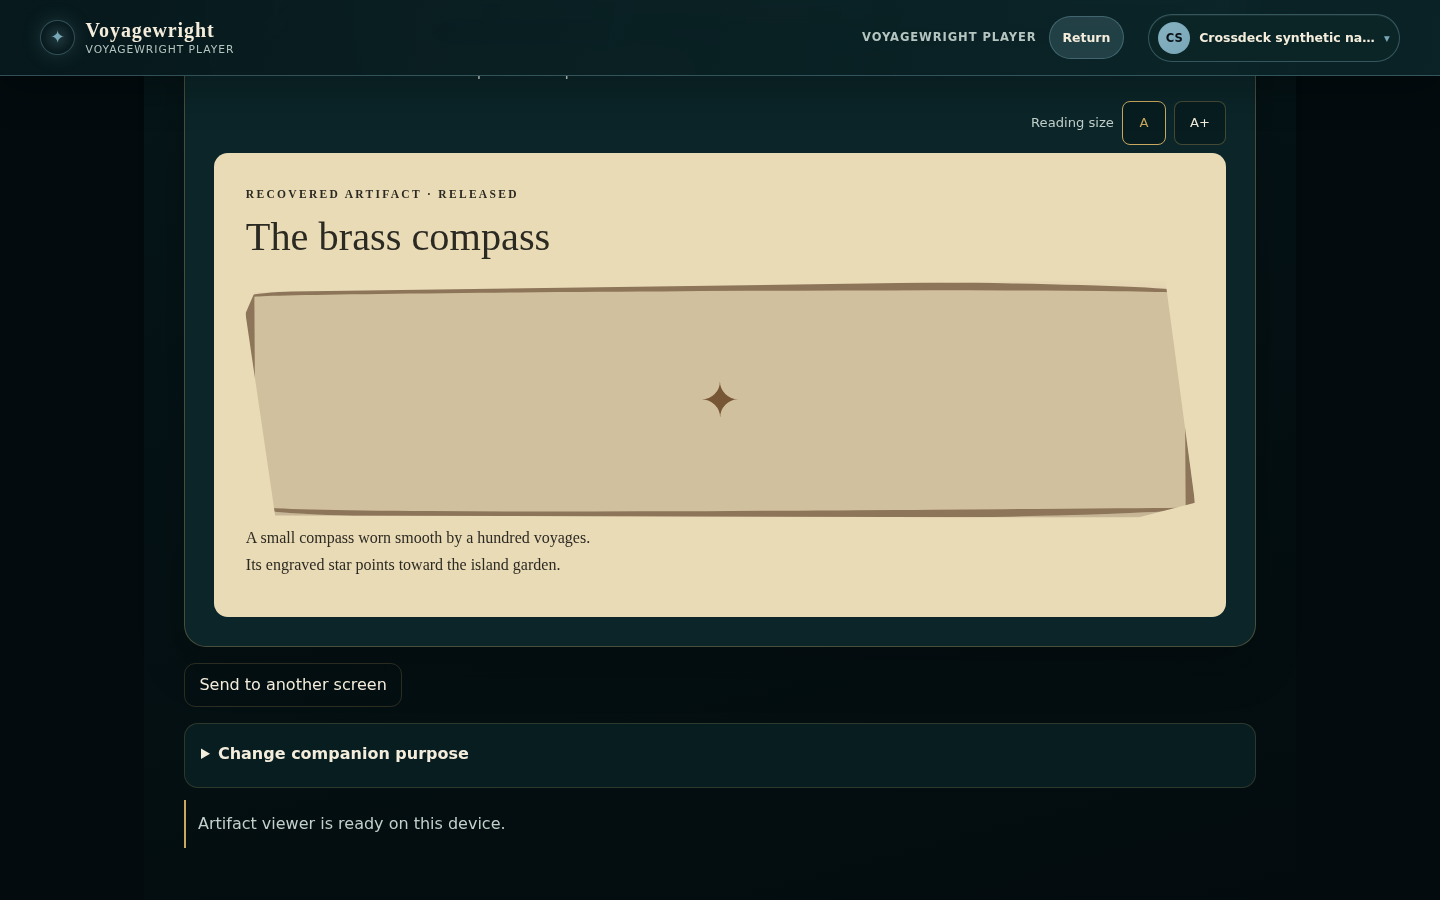 Voyagewright
VOYAGEWRIGHT PLAYER
VOYAGEWRIGHT PLAYER
Return
CS
Crossdeck synthetic na…
Reading size
A
A+
RECOVERED ARTIFACT · RELEASED
The brass compass
A small compass worn smooth by a hundred voyages.
Its engraved star points toward the island garden.
Send to another screen
Change companion purpose
Artifact viewer is ready on this device.